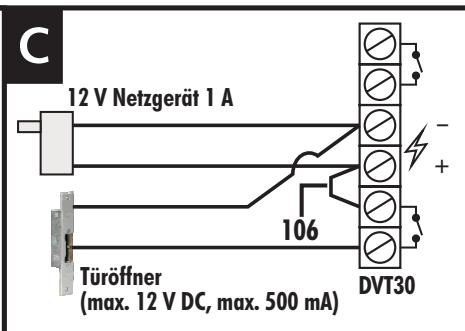 C
12 V Netzgerät 1 A
–
+
106
Türöffner
(max. 12 V DC, max. 500 mA)
DVT30